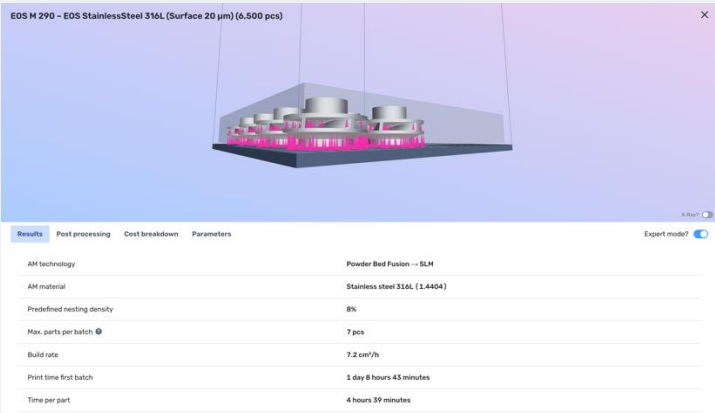 EOS M 290 – EOS StainlessSteel 316L (Surface 20 µm) (6,500 pcs)
X-Ray?
Results Post processing Cost breakdown Parameters Expert mode?
AM technology Powder Bed Fusion → SLM
AM material Stainless steel 316L (1.4404)
Predefined nesting density 8%
Max. parts per batch 7 pcs
Build rate 7.2 cm³/h
Print time first batch 1 day 8 hours 43 minutes
Time per part 4 hours 39 minutes